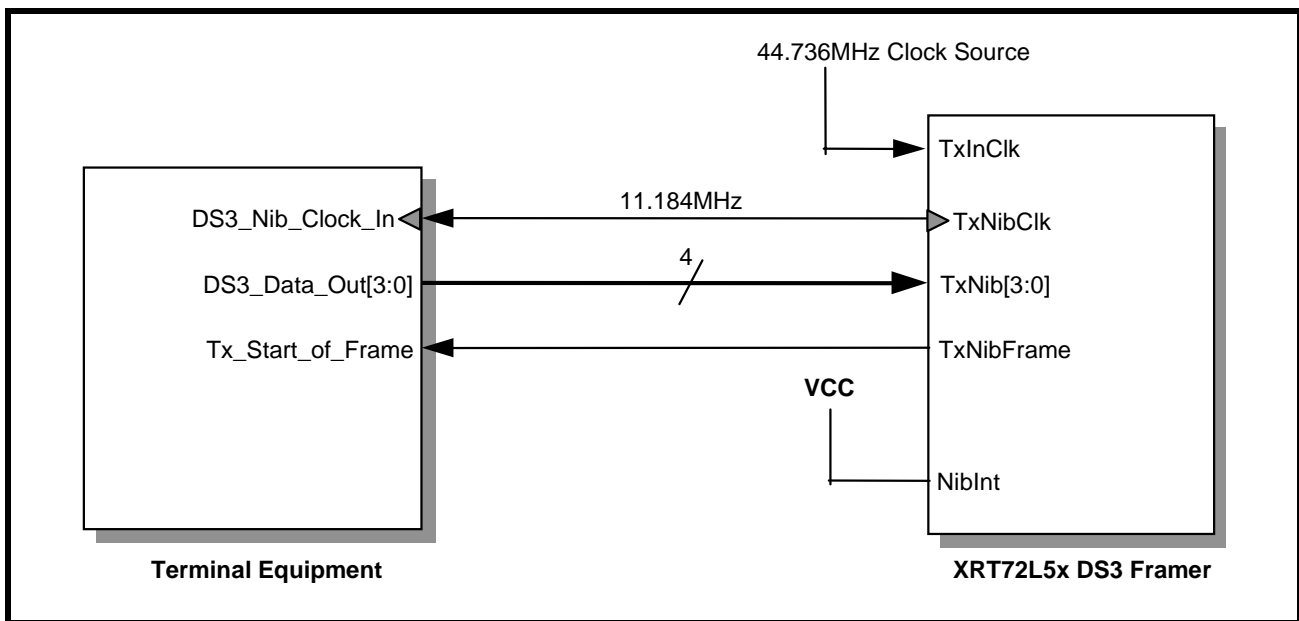 44.736MHz Clock Source
TxInClk
11.184MHz
DS3_Nib_Clock_In
TxNibClk
4
DS3_Data_Out[3:0]
TxNib[3:0]
Tx_Start_of_Frame
TxNibFrame
VCC
NibInt
Terminal Equipment
XRT72L5x DS3 Framer